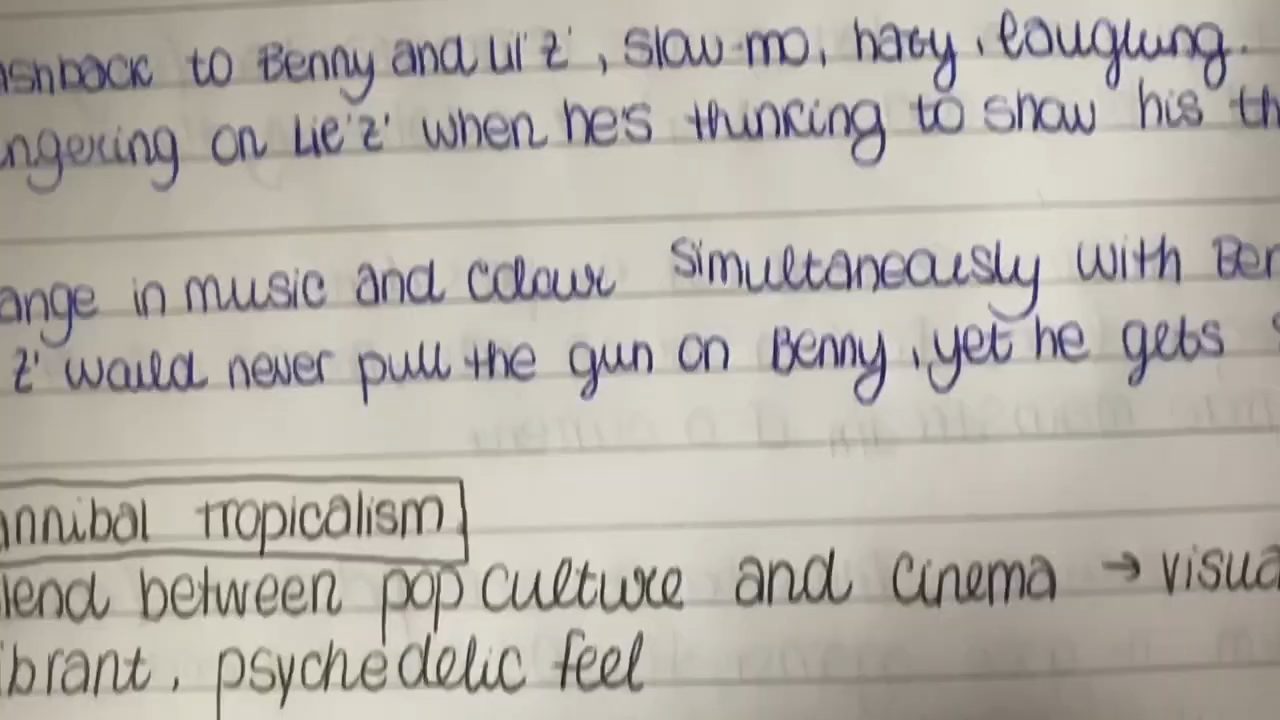 ashback to Benny and Lil'z', slow-mo, hazy, laughing.
ngering on Lil'z' when he's thinking to show his th
ange in music and colour simultaneously with Ben
z' would never pull the gun on Benny, yet he gets
annibal tropicalism
lend between pop culture and cinema → visua
ibrant, psychedelic feel